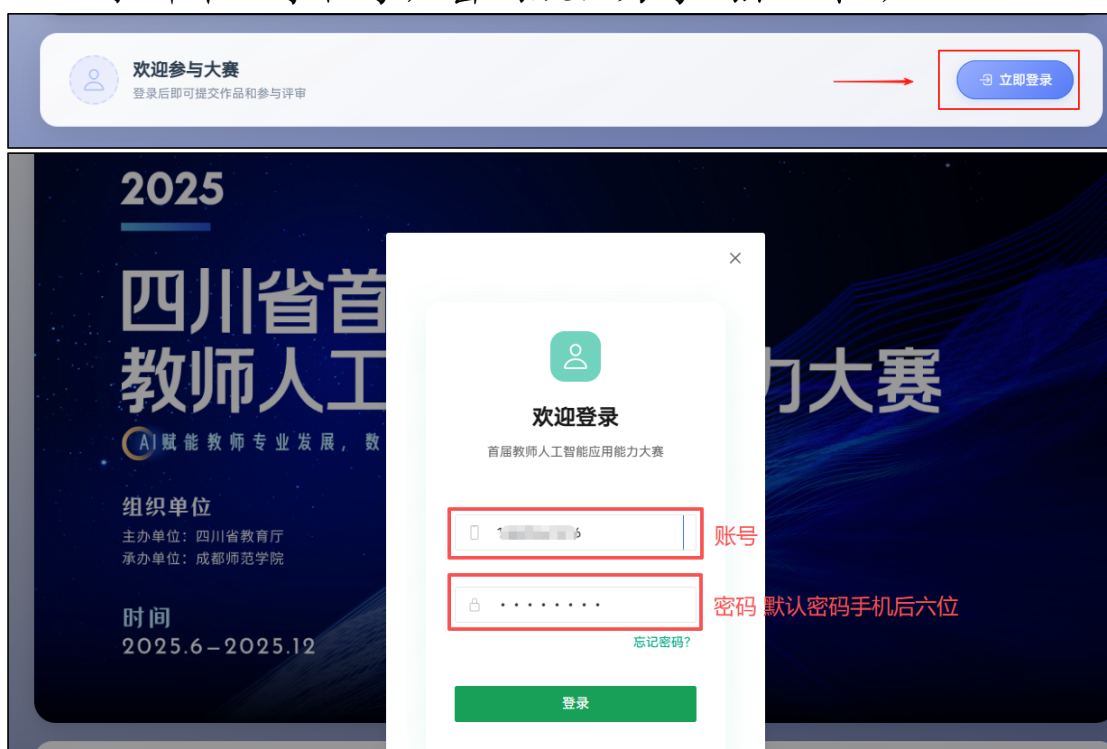 欢迎参与大赛
登录后即可提交作品和参与评审
立即登录
2025
四川省首
教师人工
力大赛
AI赋能教师专业发展，数
组织单位
主办单位：四川省教育厅
承办单位：成都师范学院
时间
2025.6–2025.12
欢迎登录
首届教师人工智能应用能力大赛
账号
密码 默认密码手机后六位
忘记密码?
登录